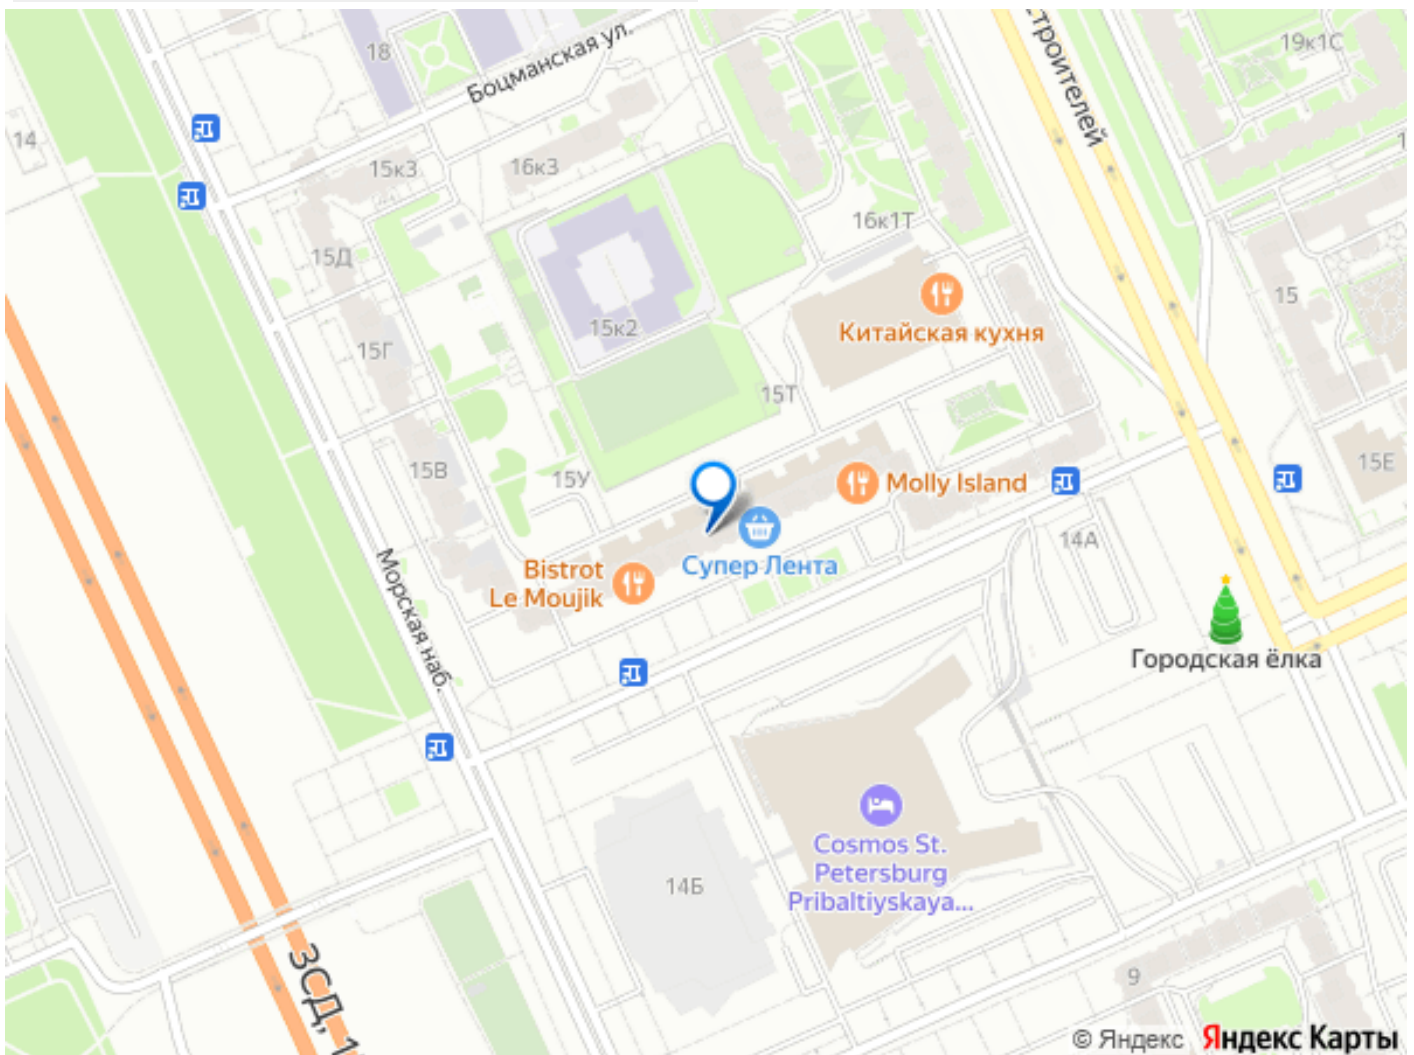 18
Боцманская ул.
строителей
19к1С
14
15к3
16к3
1
16к1Т
15Д
15
15к2
Китайская кухня
15Г
15Т
15В
15У
Molly Island
15Е
14А
Супер Лента
Bistrot
Le Moujik
Морская наб.
Городская ёлка
Cosmos St.
Petersburg
Pribaltiyskaya...
14Б
9
ЗСД, 1
© Яндекс Яндекс Карты